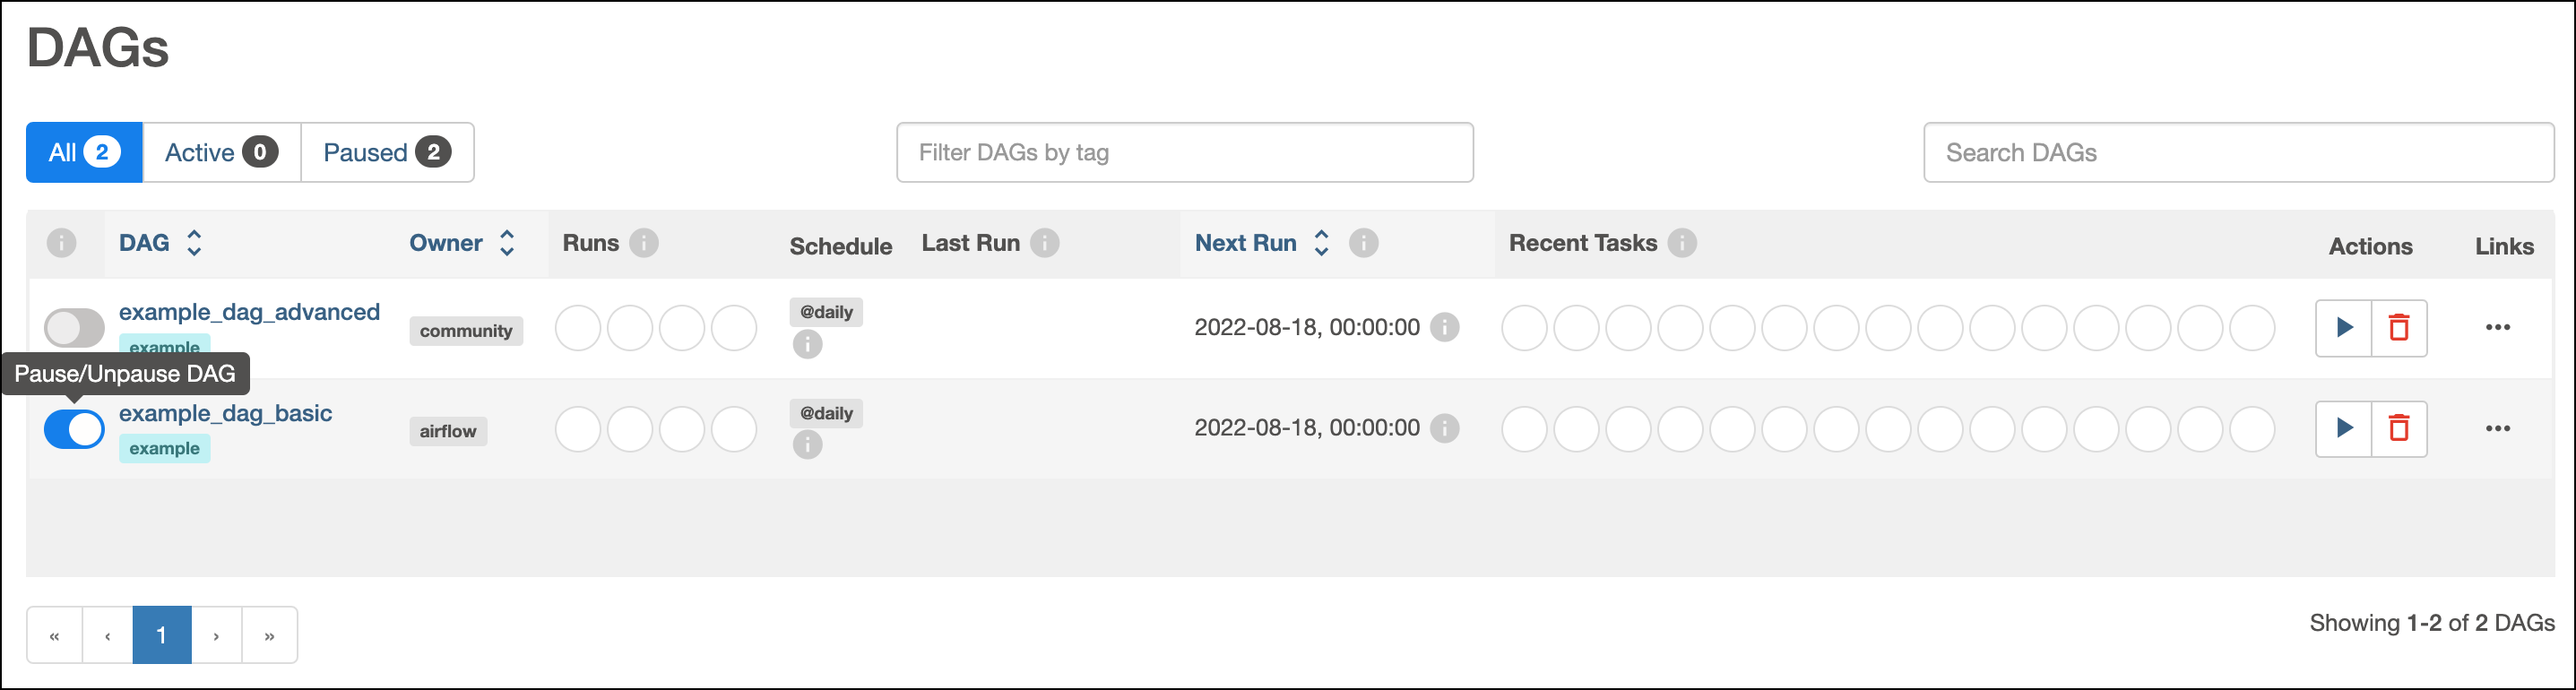 DAGs
All 2 Active 0 Paused 2 Filter DAGs by tag Search DAGs
i DAG Owner Runs i Schedule Last Run i Next Run i Recent Tasks i Actions Links
example_dag_advanced community @daily i 2022-08-18, 00:00:00 i
example
Pause/Unpause DAG
example_dag_basic airflow @daily i 2022-08-18, 00:00:00 i
example
« ‹ 1 › » Showing 1-2 of 2 DAGs